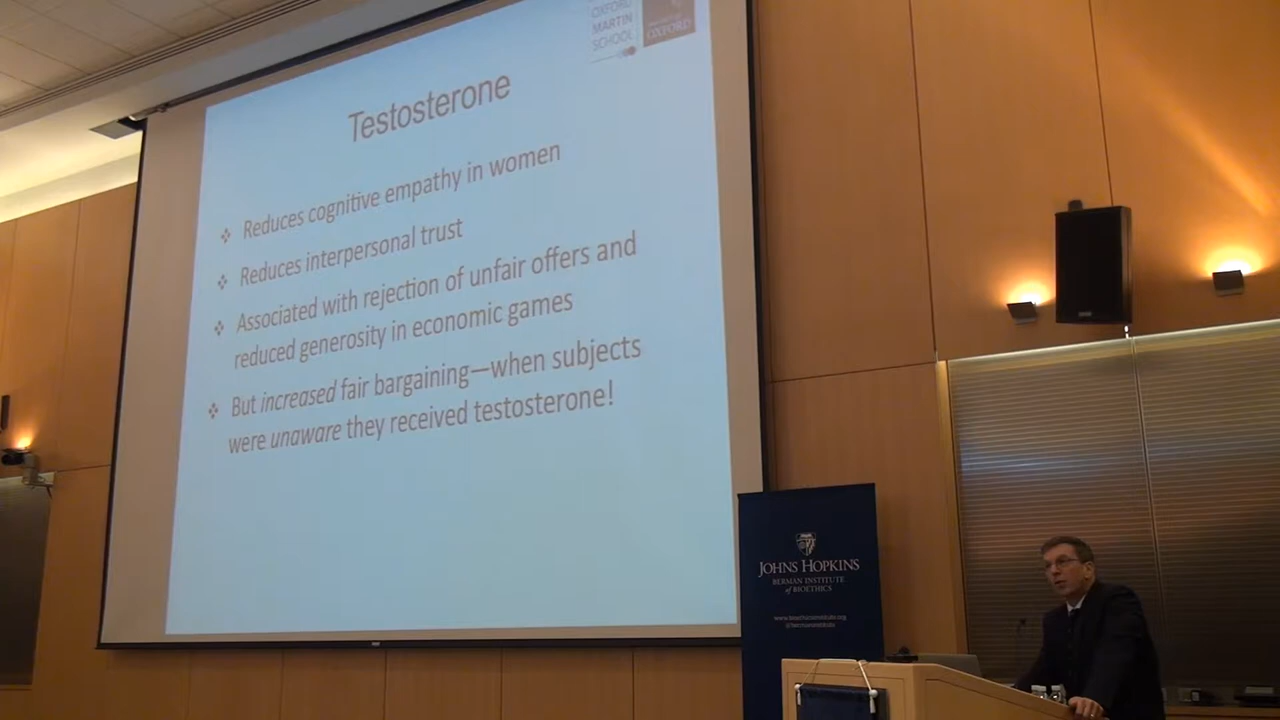 OXFORD
MARTIN
SCHOOL
OXFORD
Testosterone
Reduces cognitive empathy in women
Reduces interpersonal trust
Associated with rejection of unfair offers and
reduced generosity in economic games
But increased fair bargaining—when subjects
were unaware they received testosterone!
JOHNS HOPKINS
BERMAN INSTITUTE
of BIOETHICS